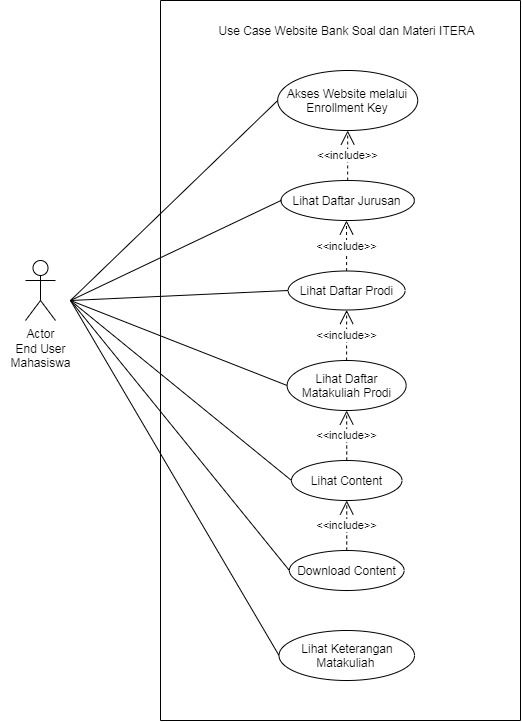 Use Case Website Bank Soal dan Materi ITERA
Akses Website melalui
Enrollment Key
<<include>>
Lihat Daftar Jurusan
<<include>>
Lihat Daftar Prodi
<<include>>
Lihat Daftar
Matakuliah Prodi
<<include>>
Lihat Content
<<include>>
Download Content
Lihat Keterangan
Matakuliah
Actor
End User
Mahasiswa